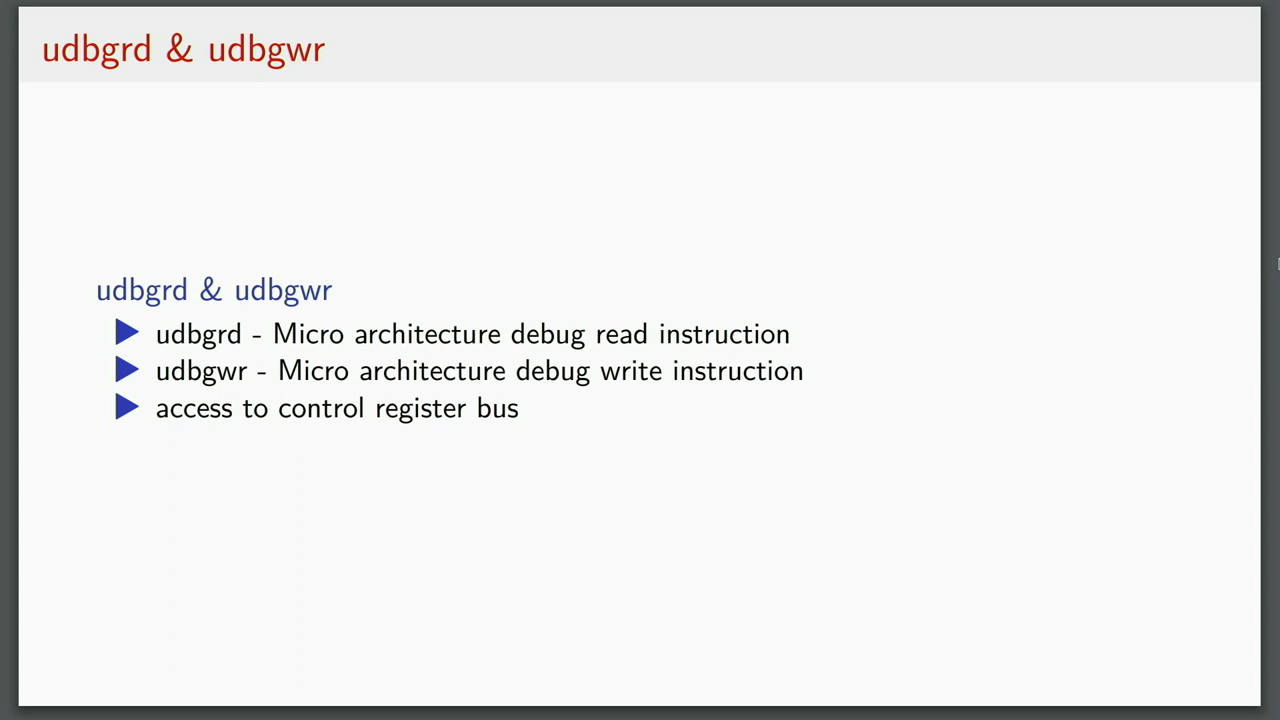 udbgrd & udbgwr
udbgrd & udbgwr
▶ udbgrd - Micro architecture debug read instruction
▶ udbgwr - Micro architecture debug write instruction
▶ access to control register bus